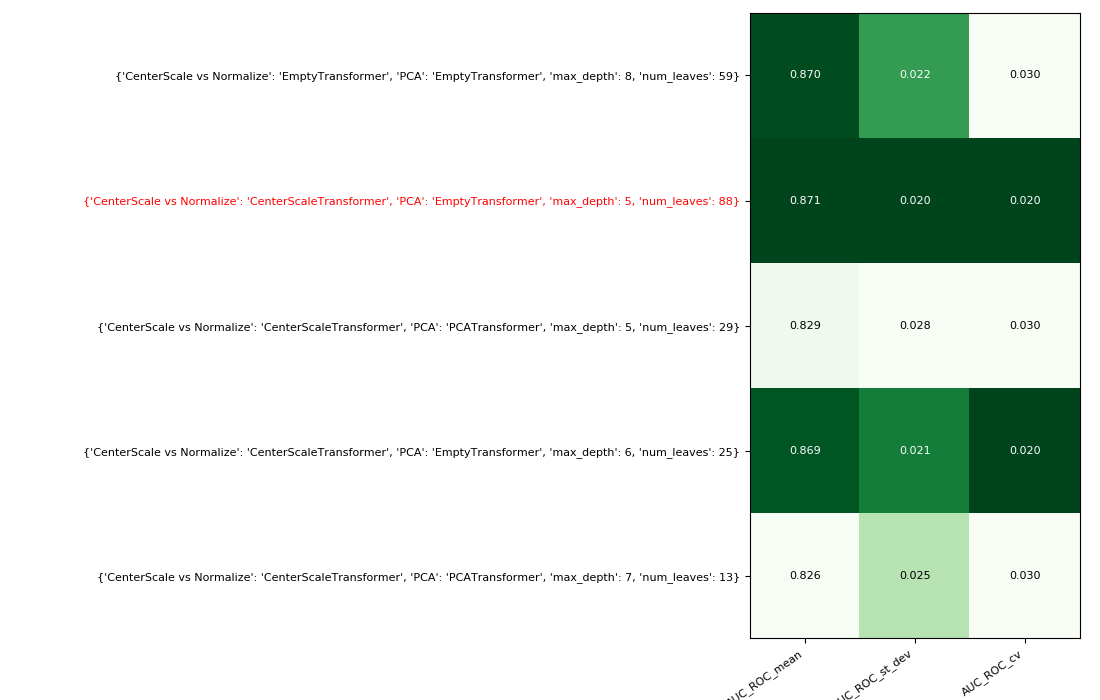 {'CenterScale vs Normalize': 'EmptyTransformer', 'PCA': 'EmptyTransformer', 'max_depth': 8, 'num_leaves': 59} 0.870 0.022 0.030
{'CenterScale vs Normalize': 'CenterScaleTransformer', 'PCA': 'EmptyTransformer', 'max_depth': 5, 'num_leaves': 88} 0.871 0.020 0.020
{'CenterScale vs Normalize': 'CenterScaleTransformer', 'PCA': 'PCATransformer', 'max_depth': 5, 'num_leaves': 29} 0.829 0.028 0.030
{'CenterScale vs Normalize': 'CenterScaleTransformer', 'PCA': 'EmptyTransformer', 'max_depth': 6, 'num_leaves': 25} 0.869 0.021 0.020
{'CenterScale vs Normalize': 'CenterScaleTransformer', 'PCA': 'PCATransformer', 'max_depth': 7, 'num_leaves': 13} 0.826 0.025 0.030
UC_ROC_mean UC_ROC_st_dev AUC_ROC_cv